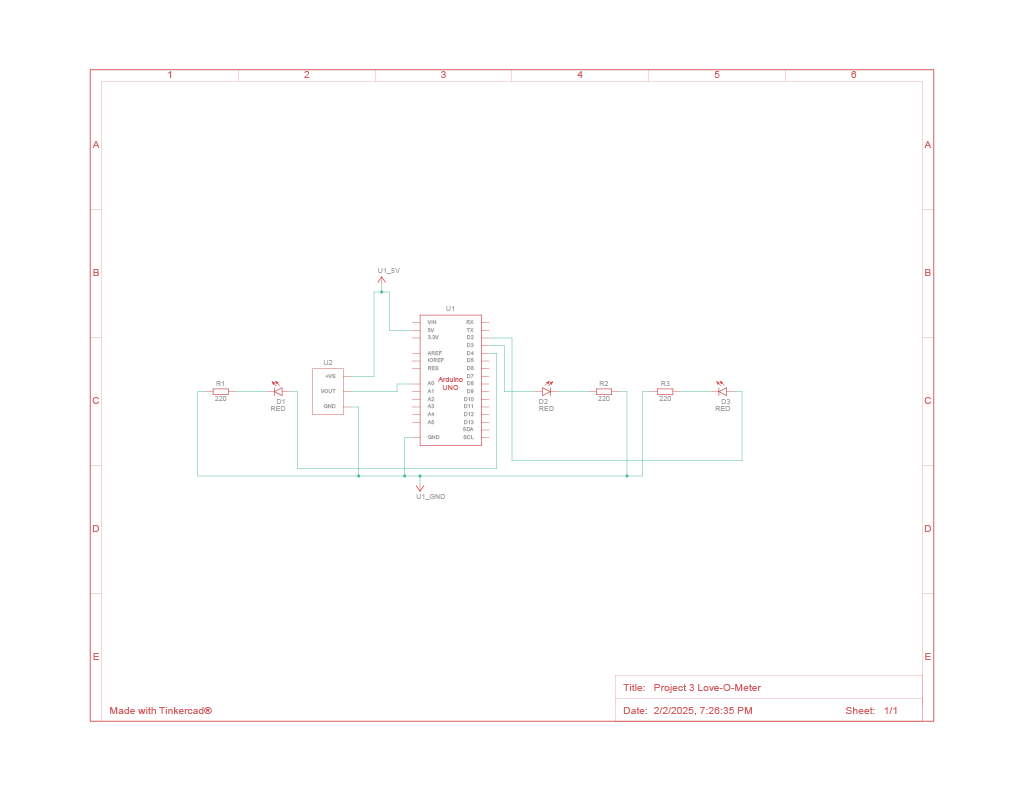 1 2 3 4 5 6
A A
B B
U1_5V
U1
VIN RX
5V TX
3.3V D2
D3
AREF D4
IOREF D5
RES D6
D7
A0 D8
A1 D9
A2 D10
A3 D11
A4 D12
A5 D13
SDA
GND SCL
Arduino
UNO
U2
+VS
VOUT
GND
R1
220
D1
RED
D2
RED
R2
220
R3
220
D3
RED
C C
U1_GND
D D
E E
Title: Project 3 Love-O-Meter
Made with Tinkercad®
Date: 2/2/2025, 7:26:35 PM Sheet: 1/1